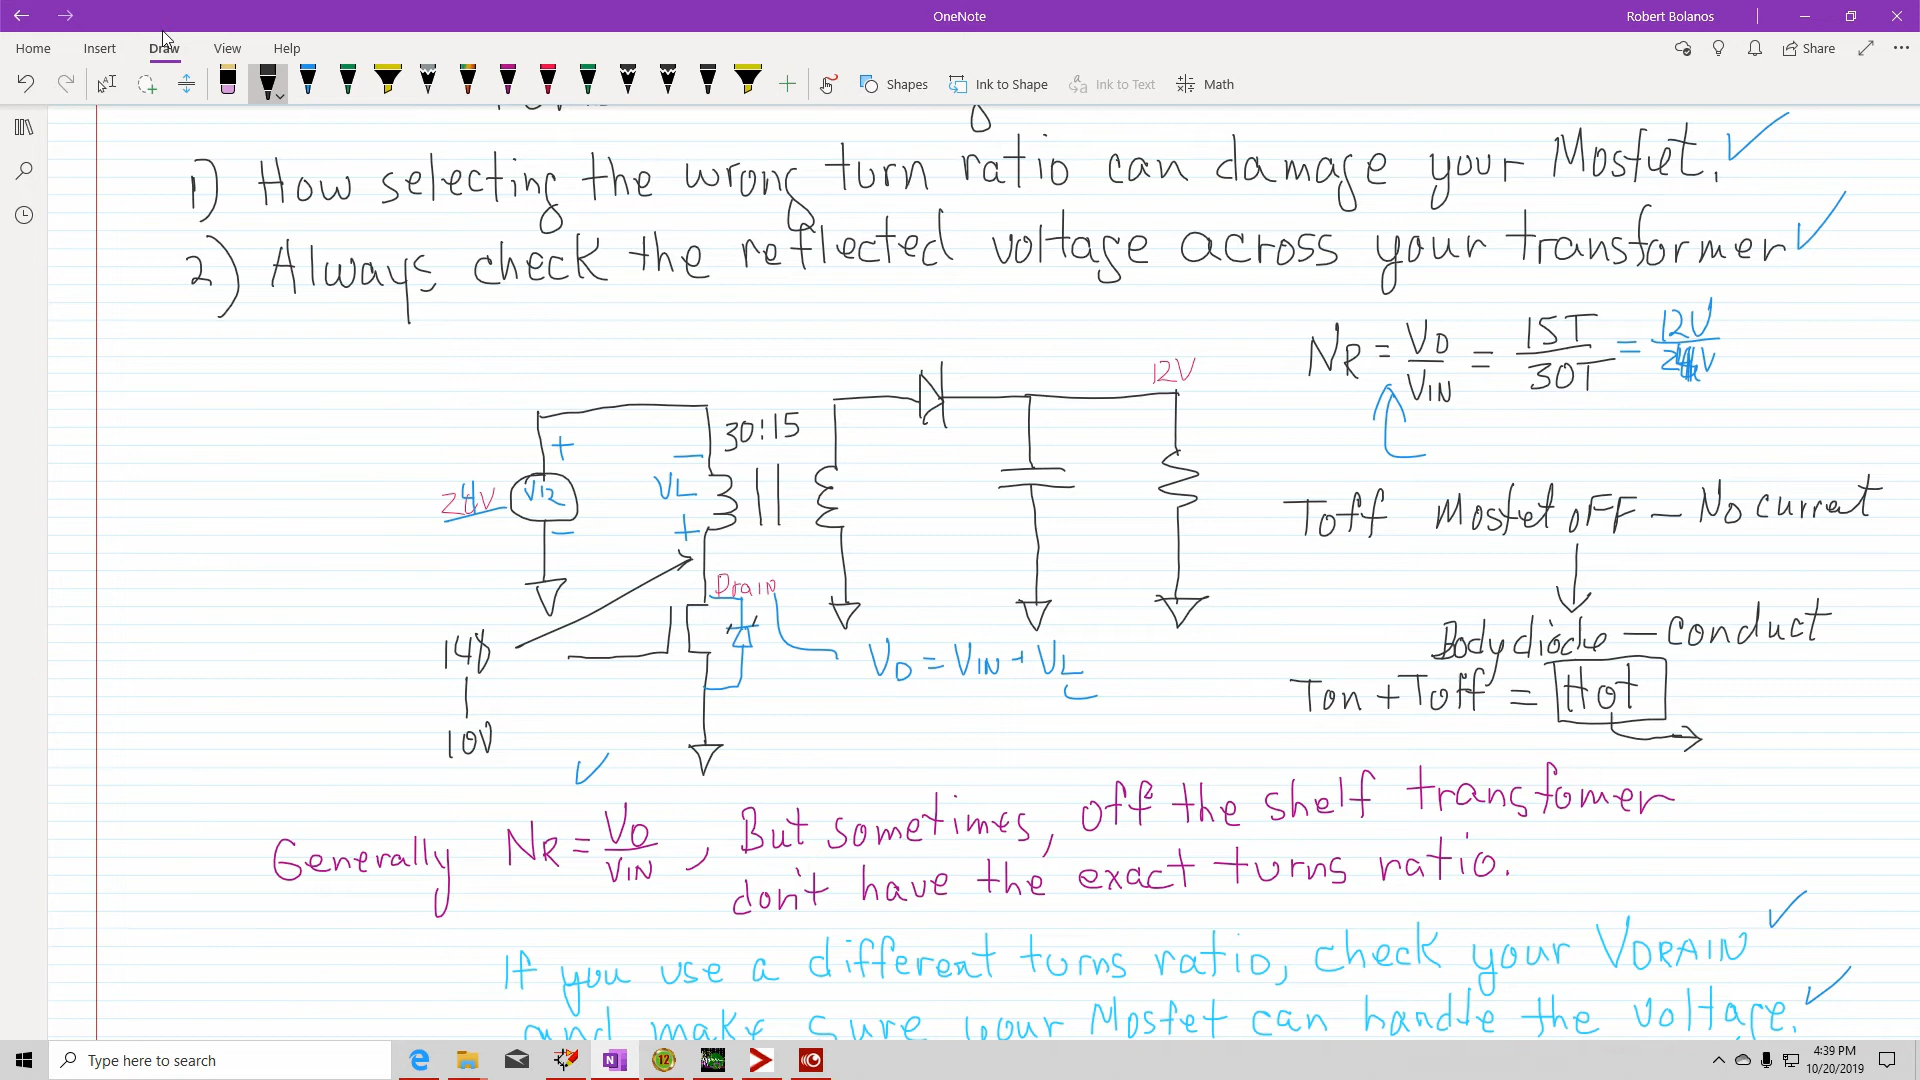 OneNote
Robert Bolanos
Home Insert Draw View Help
Share
Shapes Ink to Shape Ink to Text Math
1) How selecting the wrong turn ratio can damage your Mosfet.
2) Always check the reflected voltage across your transformer
NR = VO/VIN = 15T/30T = 12V/24V
12V
30:15
24V
+
VL
−
+
−
Drain
Toff Mosfet OFF – No current
Body diode – conduct
Ton + Toff = Hot
VD = VIN + VL
148
10V
Generally NR = VO/VIN, But sometimes, off the shelf transfomer
don't have the exact turns ratio.
If you use a different turns ratio, check your VDRAIN
and make sure your Mosfet can handle the voltage.
Type here to search
12
4:39 PM
10/20/2019